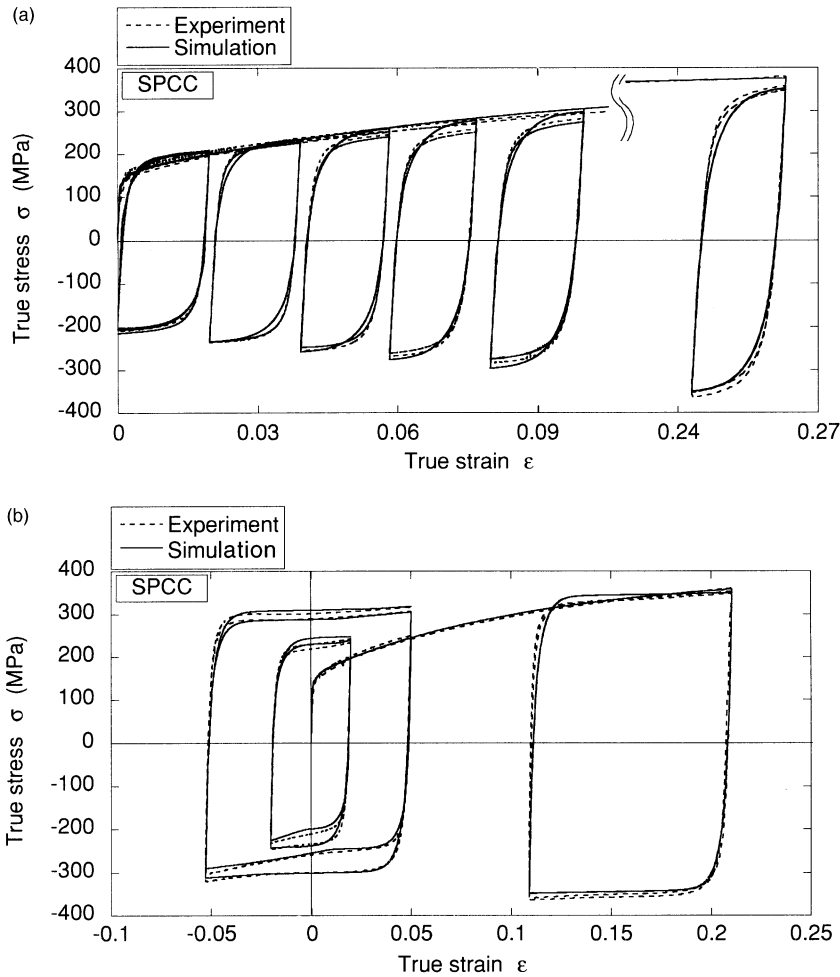 (a)
Experiment
Simulation
SPCC
400
300
200
100
0
-100
-200
-300
-400
True stress σ (MPa)
0 0.03 0.06 0.09 0.24 0.27
True strain ε
(b)
Experiment
Simulation
SPCC
400
300
200
100
0
-100
-200
-300
-400
True stress σ (MPa)
-0.1 -0.05 0 0.05 0.1 0.15 0.2 0.25
True strain ε